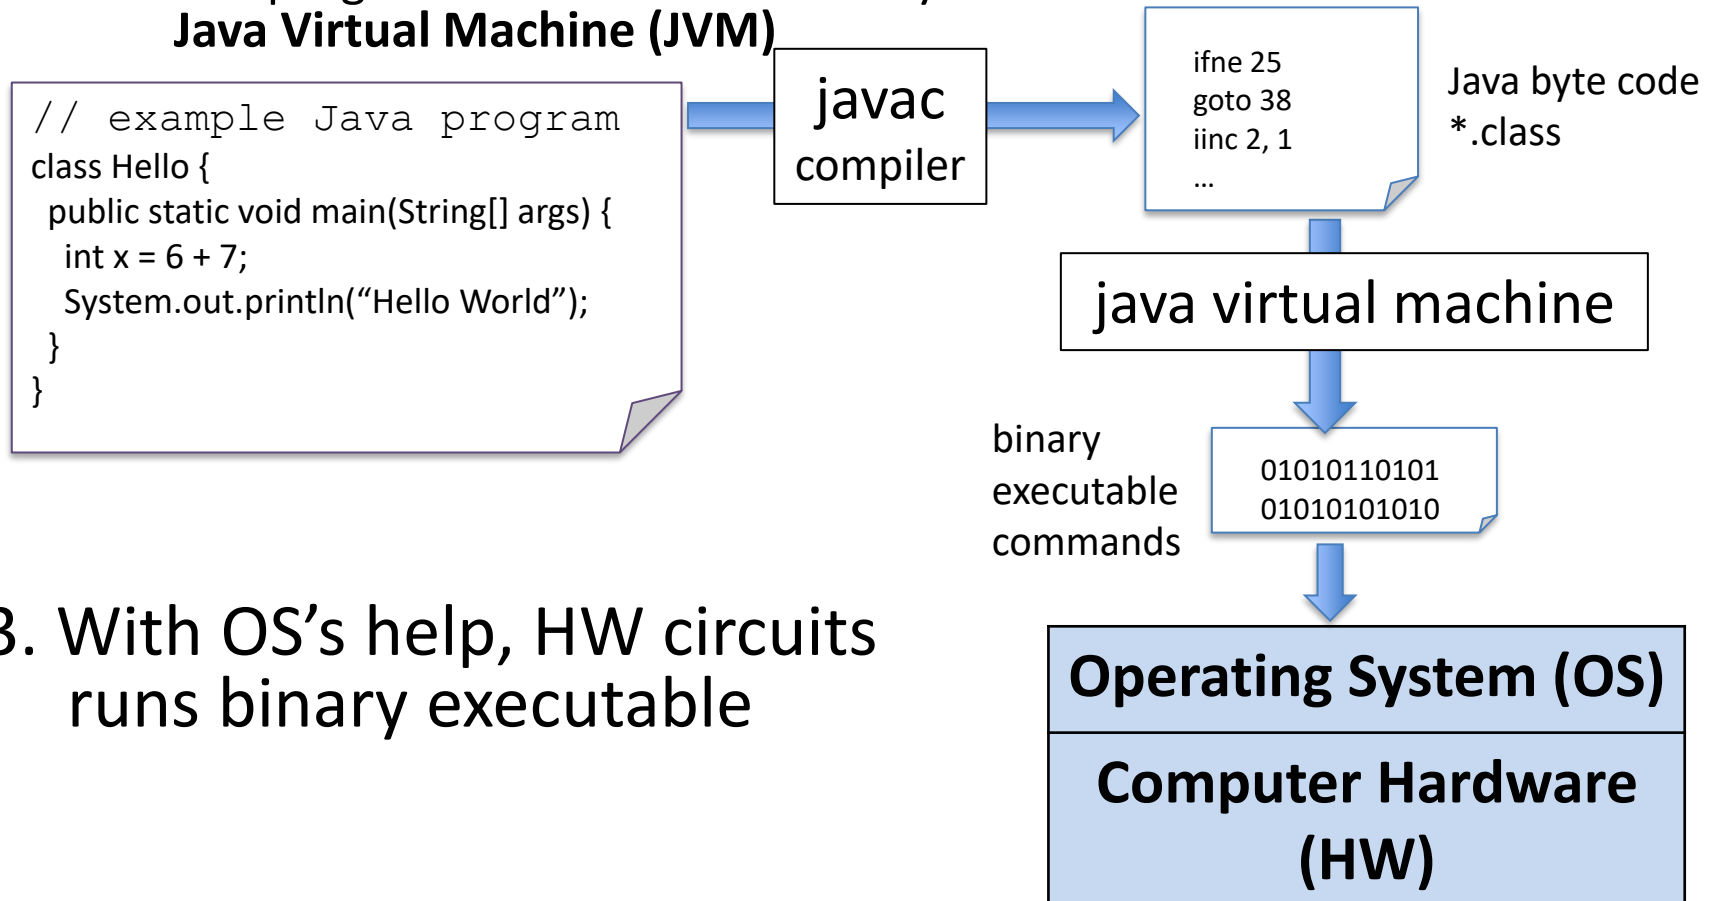 Java Virtual Machine (JVM)
// example Java program
class Hello {
public static void main(String[] args) {
int x = 6 + 7;
System.out.println(“Hello World”);
}
}
javac
compiler
ifne 25
goto 38
iinc 2, 1
…
Java byte code
*.class
java virtual machine
binary
executable
commands
01010110101
01010101010
3. With OS’s help, HW circuits
runs binary executable
Operating System (OS)
Computer Hardware
(HW)